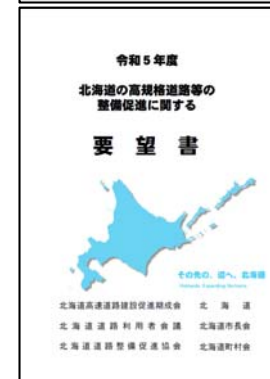 令和5年度
北海道の高規格道路等の
整備促進に関する
要望書
その先の、道へ。北海道
Hokkaido. Expanding Horizons.
北海道高速道路建設促進期成会 北海道
北海道道路利用者会議 北海道市長会
北海道道路整備促進協会 北海道町村会